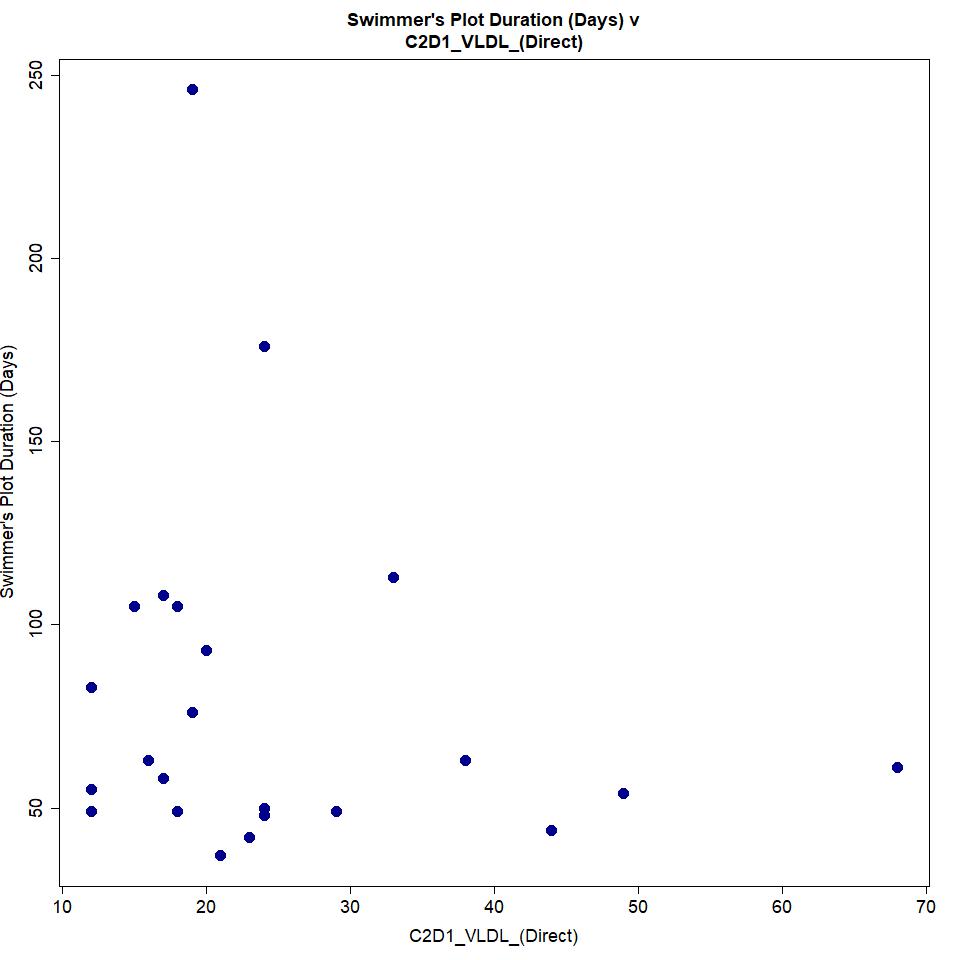 Swimmer's Plot Duration (Days) v
C2D1_VLDL_(Direct)
250
200
150
100
50
Swimmer's Plot Duration (Days)
10 20 30 40 50 60 70
C2D1_VLDL_(Direct)